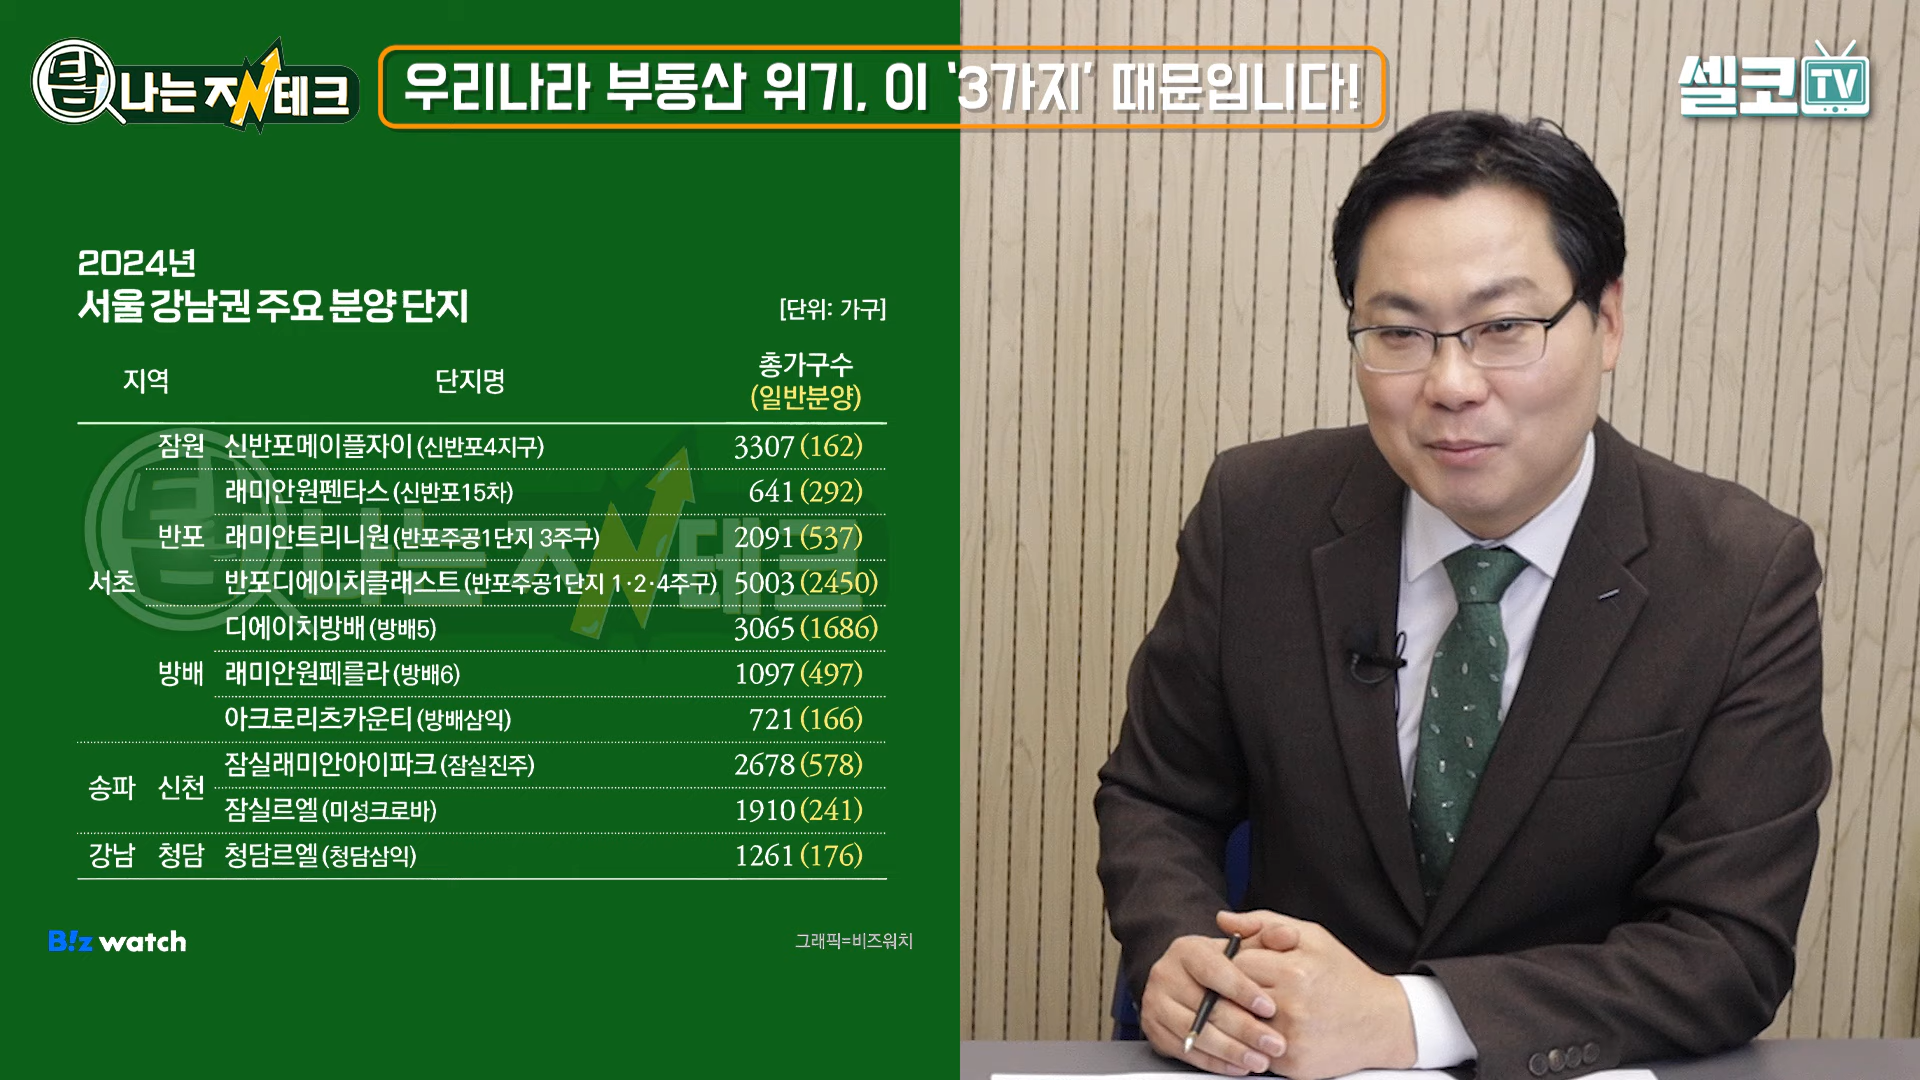 콕 나는 재테크
우리나라 부동산 위기, 이 ‘3가지’ 때문입니다!
셀코TV
2024년
서울 강남권 주요 분양 단지
[단위: 가구]
지역 단지명 총가구수
(일반분양)
잠원 신반포메이플자이 (신반포4지구) 3307 (162)
래미안원펜타스 (신반포15차) 641 (292)
반포 래미안트리니원 (반포주공1단지 3주구) 2091 (537)
서초 반포디에이치클래스트 (반포주공1단지 1·2·4주구) 5003 (2450)
디에이치방배 (방배5) 3065 (1686)
방배 래미안원페를라 (방배6) 1097 (497)
아크로리츠카운티 (방배삼익) 721 (166)
잠실래미안아이파크 (잠실진주) 2678 (578)
송파 신천
잠실르엘 (미성크로바) 1910 (241)
강남 청담 청담르엘 (청담삼익) 1261 (176)
B!z watch
그래픽=비즈워치